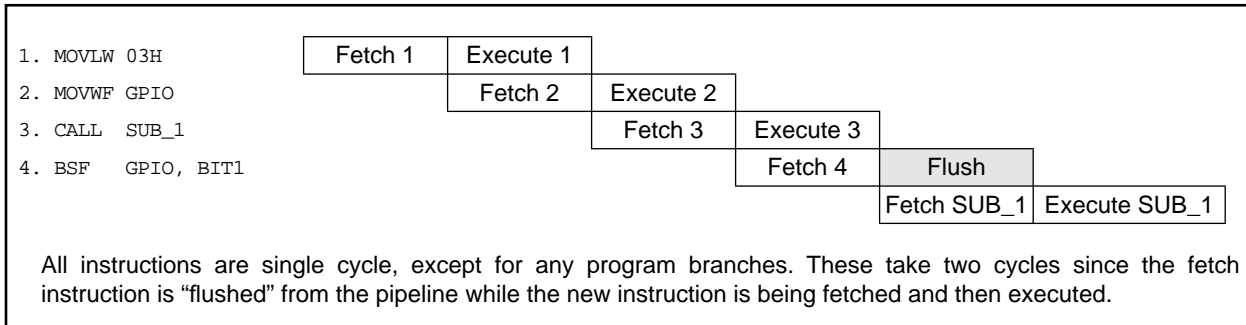 1. MOVLW 03H Fetch 1 Execute 1
2. MOVWF GPIO Fetch 2 Execute 2
3. CALL SUB_1 Fetch 3 Execute 3
4. BSF GPIO, BIT1 Fetch 4 Flush
Fetch SUB_1 Execute SUB_1
All instructions are single cycle, except for any program branches. These take two cycles since the fetch
instruction is “flushed” from the pipeline while the new instruction is being fetched and then executed.